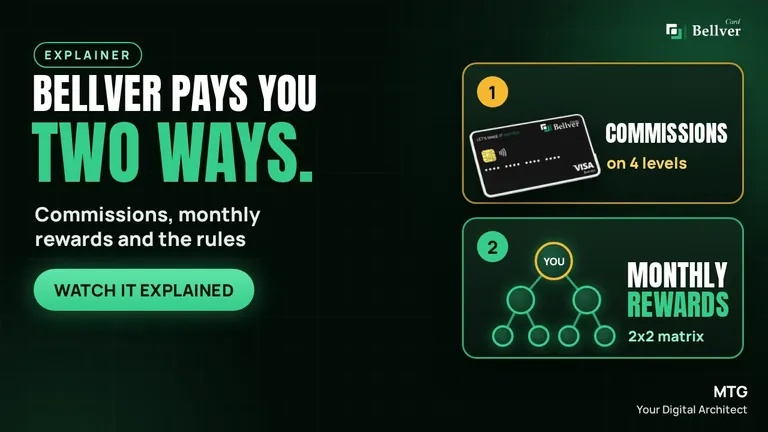 EXPLAINER
BELLVER PAYS YOU
TWO WAYS.
Commissions, monthly
rewards and the rules
WATCH IT EXPLAINED
Card
Bellver
1
Bellver
VISA
COMMISSIONS
on 4 levels
2
YOU
MONTHLY
REWARDS
2x2 matrix
MTG
Your Digital Architect